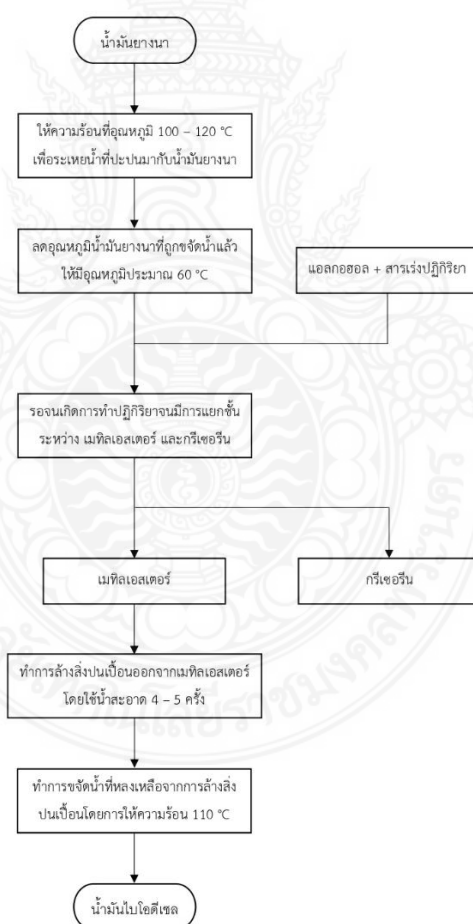 น้ำมันยางนา
ให้ความร้อนที่อุณหภูมิ 100 – 120 °C
เพื่อระเหยน้ำที่ปะปนมากับน้ำมันยางนา
ลดอุณหภูมิน้ำมันยางนาที่ถูกขจัดน้ำแล้ว
ให้มีอุณหภูมิประมาณ 60 °C
แอลกอฮอล + สารเร่งปฏิกิริยา
รอจนเกิดการทำปฏิกิริยาจนมีการแยกชั้น
ระหว่าง เมทิลเอสเตอร์ และกรีเซอรีน
เมทิลเอสเตอร์
กรีเซอรีน
ทำการล้างสิ่งปนเปื้อนออกจากเมทิลเอสเตอร์
โดยใช้น้ำสะอาด 4 – 5 ครั้ง
ทำการขจัดน้ำที่หลงเหลือจากการล้างสิ่ง
ปนเปื้อนโดยการให้ความร้อน 110 °C
น้ำมันไบโอดีเซล